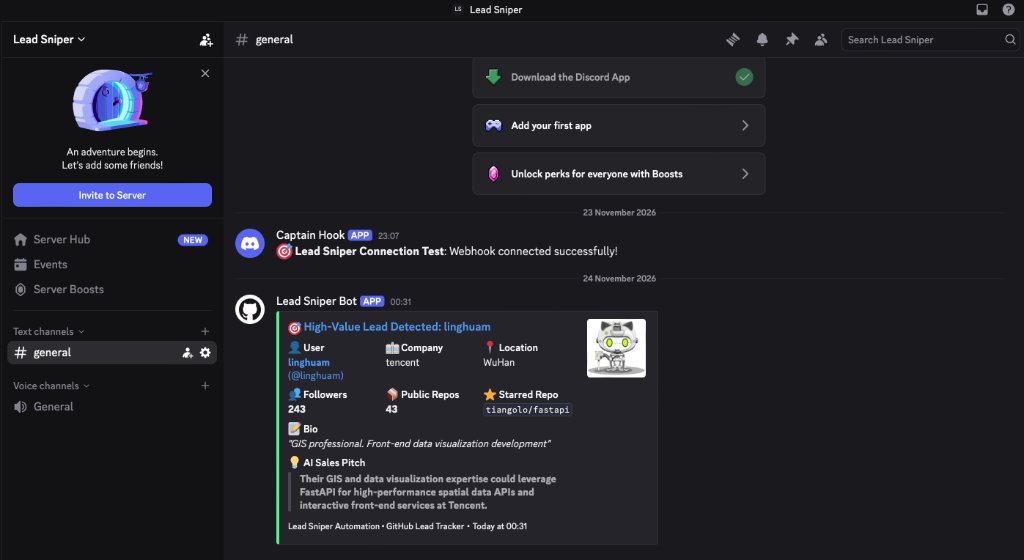 LS Lead Sniper
Lead Sniper
# general
Search Lead Sniper
An adventure begins.
Let's add some friends!
Invite to Server
Server Hub NEW
Events
Server Boosts
Text channels
# general
Voice channels
General
Download the Discord App
Add your first app
Unlock perks for everyone with Boosts
23 November 2026
Captain Hook APP 23:07
🎯 Lead Sniper Connection Test: Webhook connected successfully!
24 November 2026
Lead Sniper Bot APP 00:31
🎯 High-Value Lead Detected: linghuam
👤 User 🏢 Company 📍 Location
linghuam tencent WuHan
(@linghuam)
👥 Followers 📦 Public Repos ⭐ Starred Repo
243 43 tiangolo/fastapi
📝 Bio
"GIS professional. Front-end data visualization development"
💡 AI Sales Pitch
Their GIS and data visualization expertise could leverage
FastAPI for high-performance spatial data APIs and
interactive front-end services at Tencent.
Lead Sniper Automation • GitHub Lead Tracker • Today at 00:31